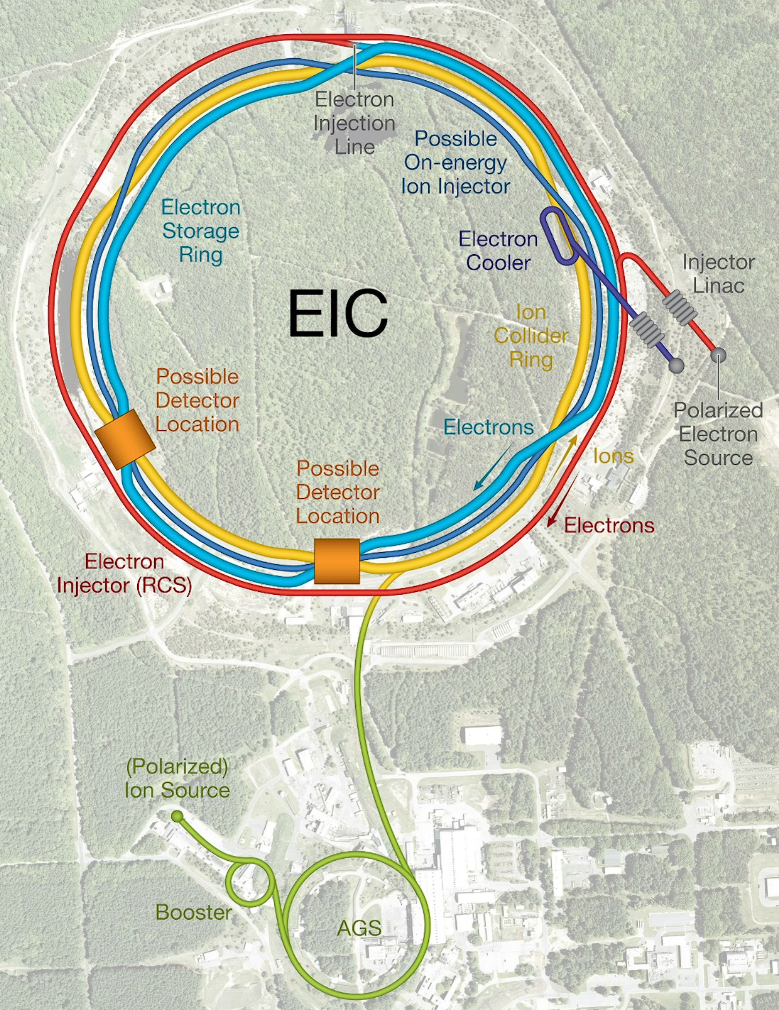 Electron
Injection
Line
Possible
On-energy
Ion Injector
Electron
Storage
Ring
Electron
Cooler
Injector
Linac
EIC
Ion
Collider
Ring
Possible
Detector
Location
Polarized
Electron
Source
Electrons
Ions
Possible
Detector
Location
Electrons
Electron
Injector (RCS)
(Polarized)
Ion Source
Booster
AGS